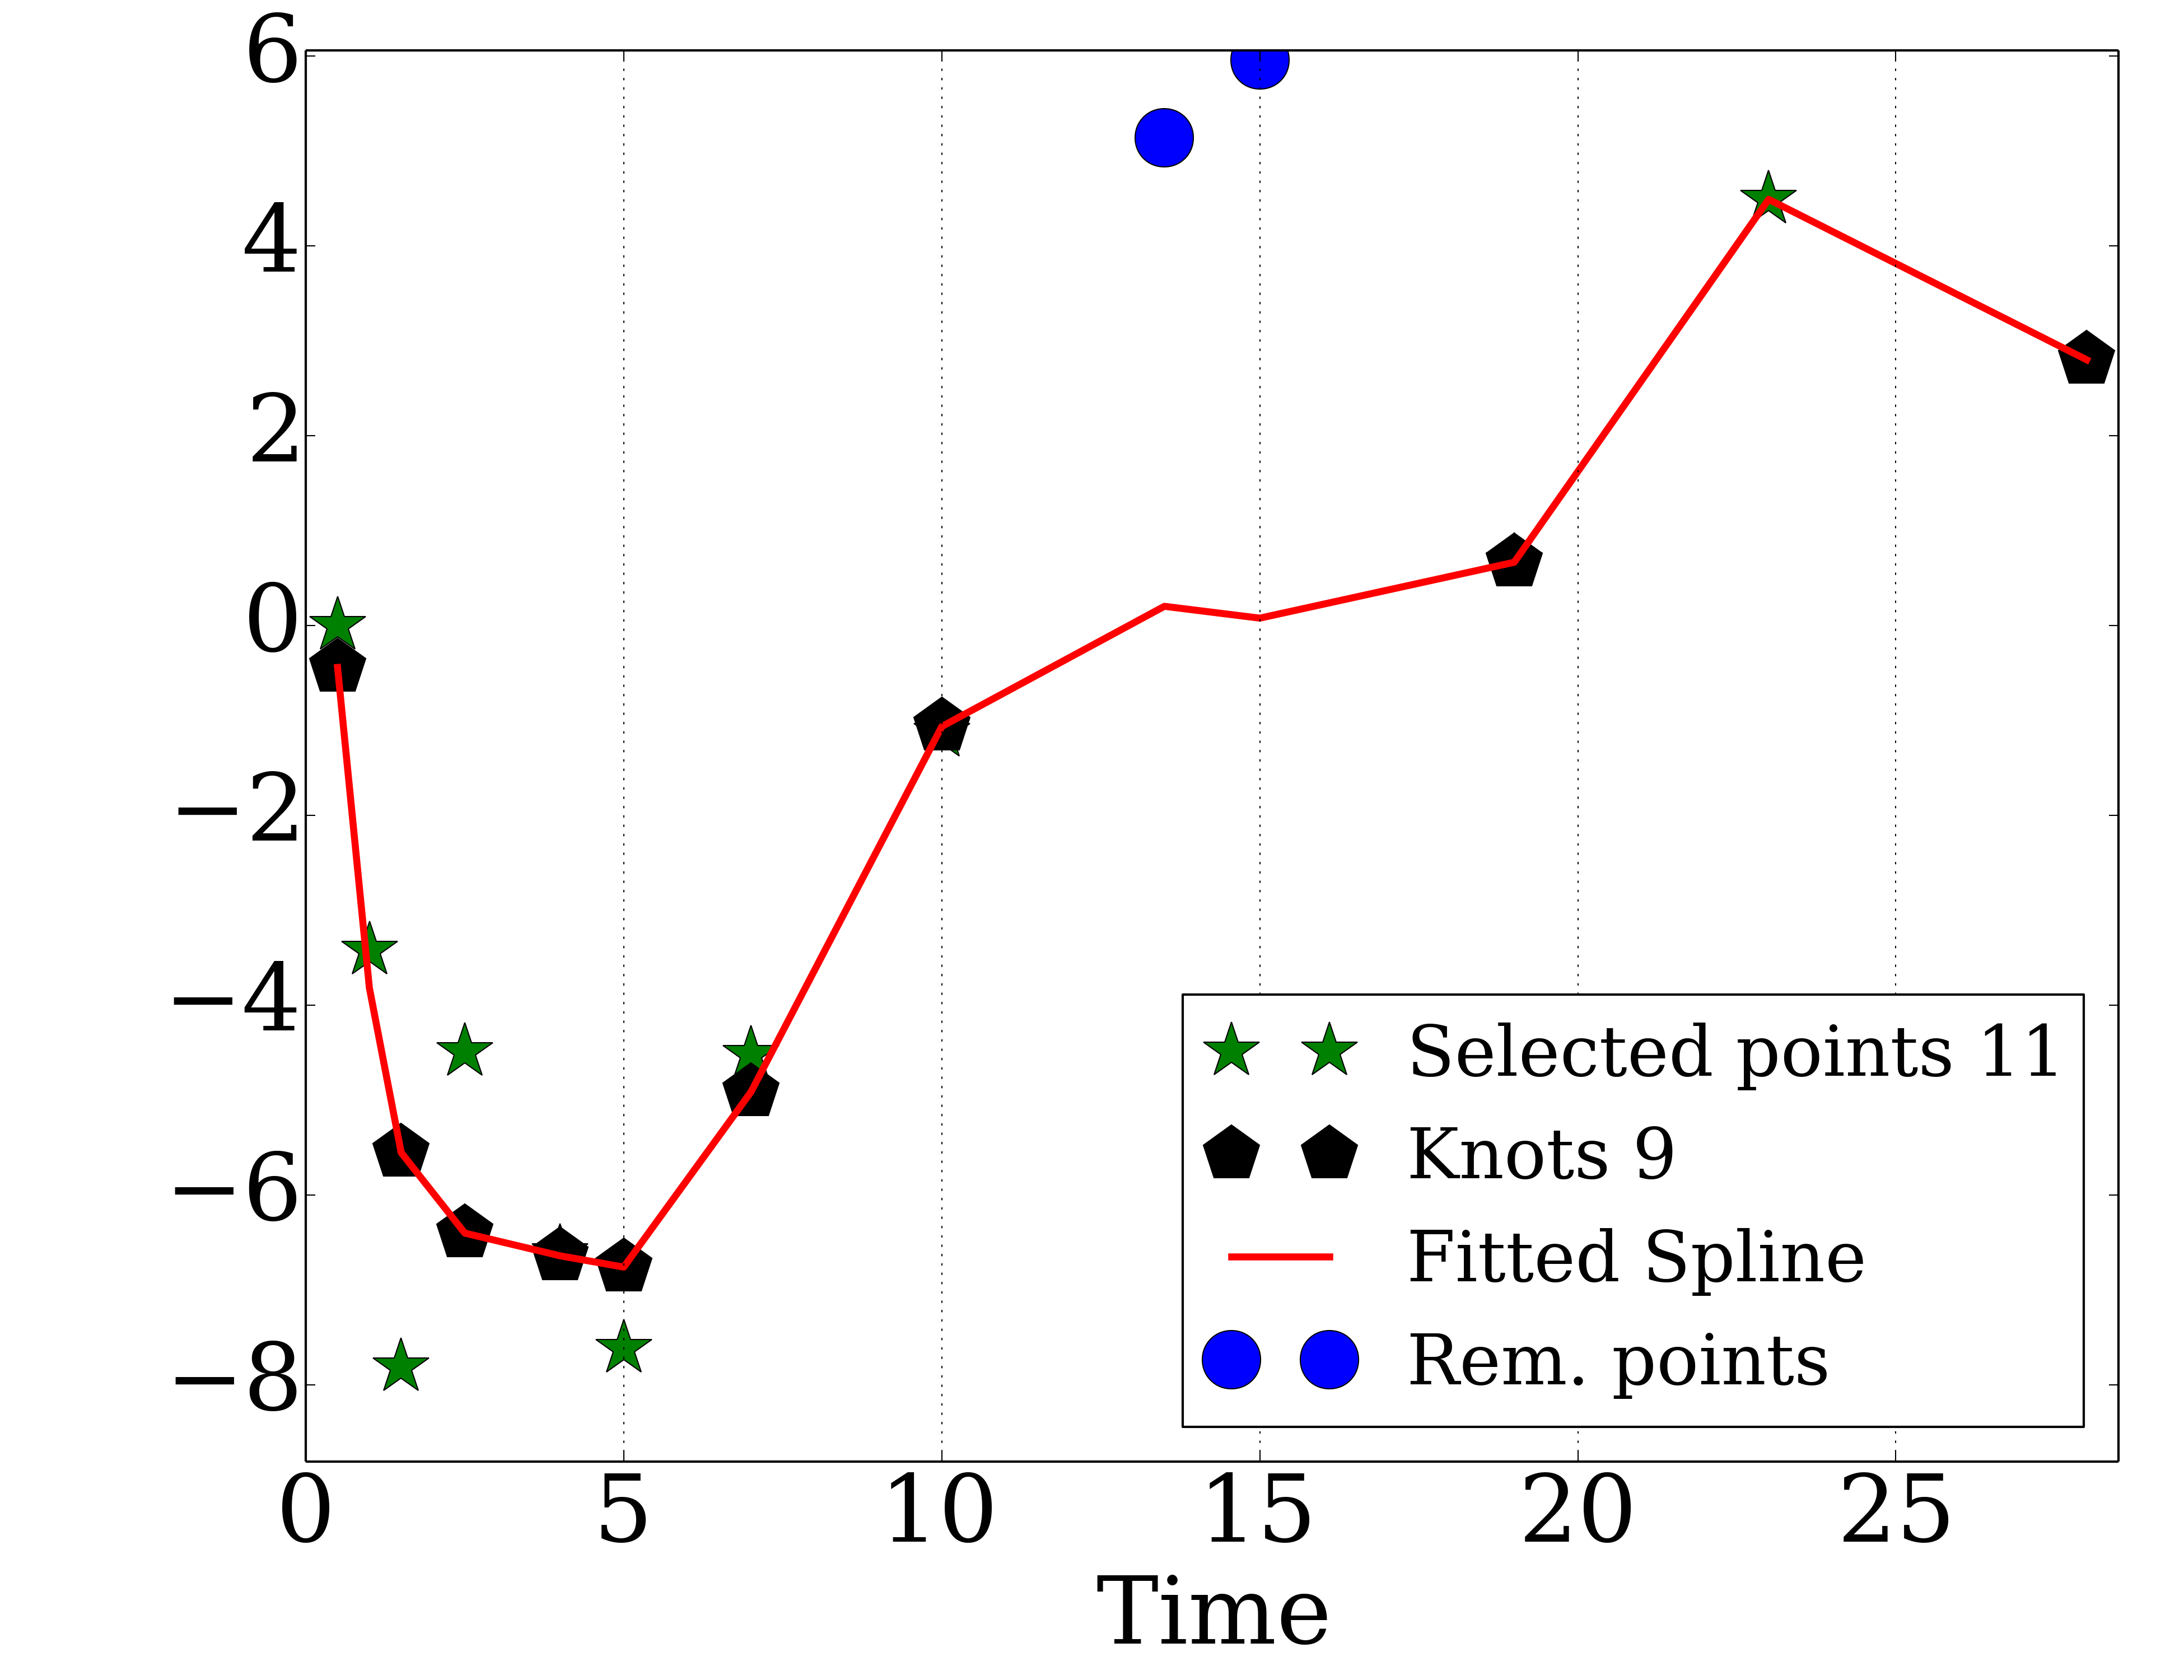 6
4
2
0
−2
−4
−6
−8
Selected points 11
Knots 9
Fitted Spline
Rem. points
0 5 10 15 20 25
Time